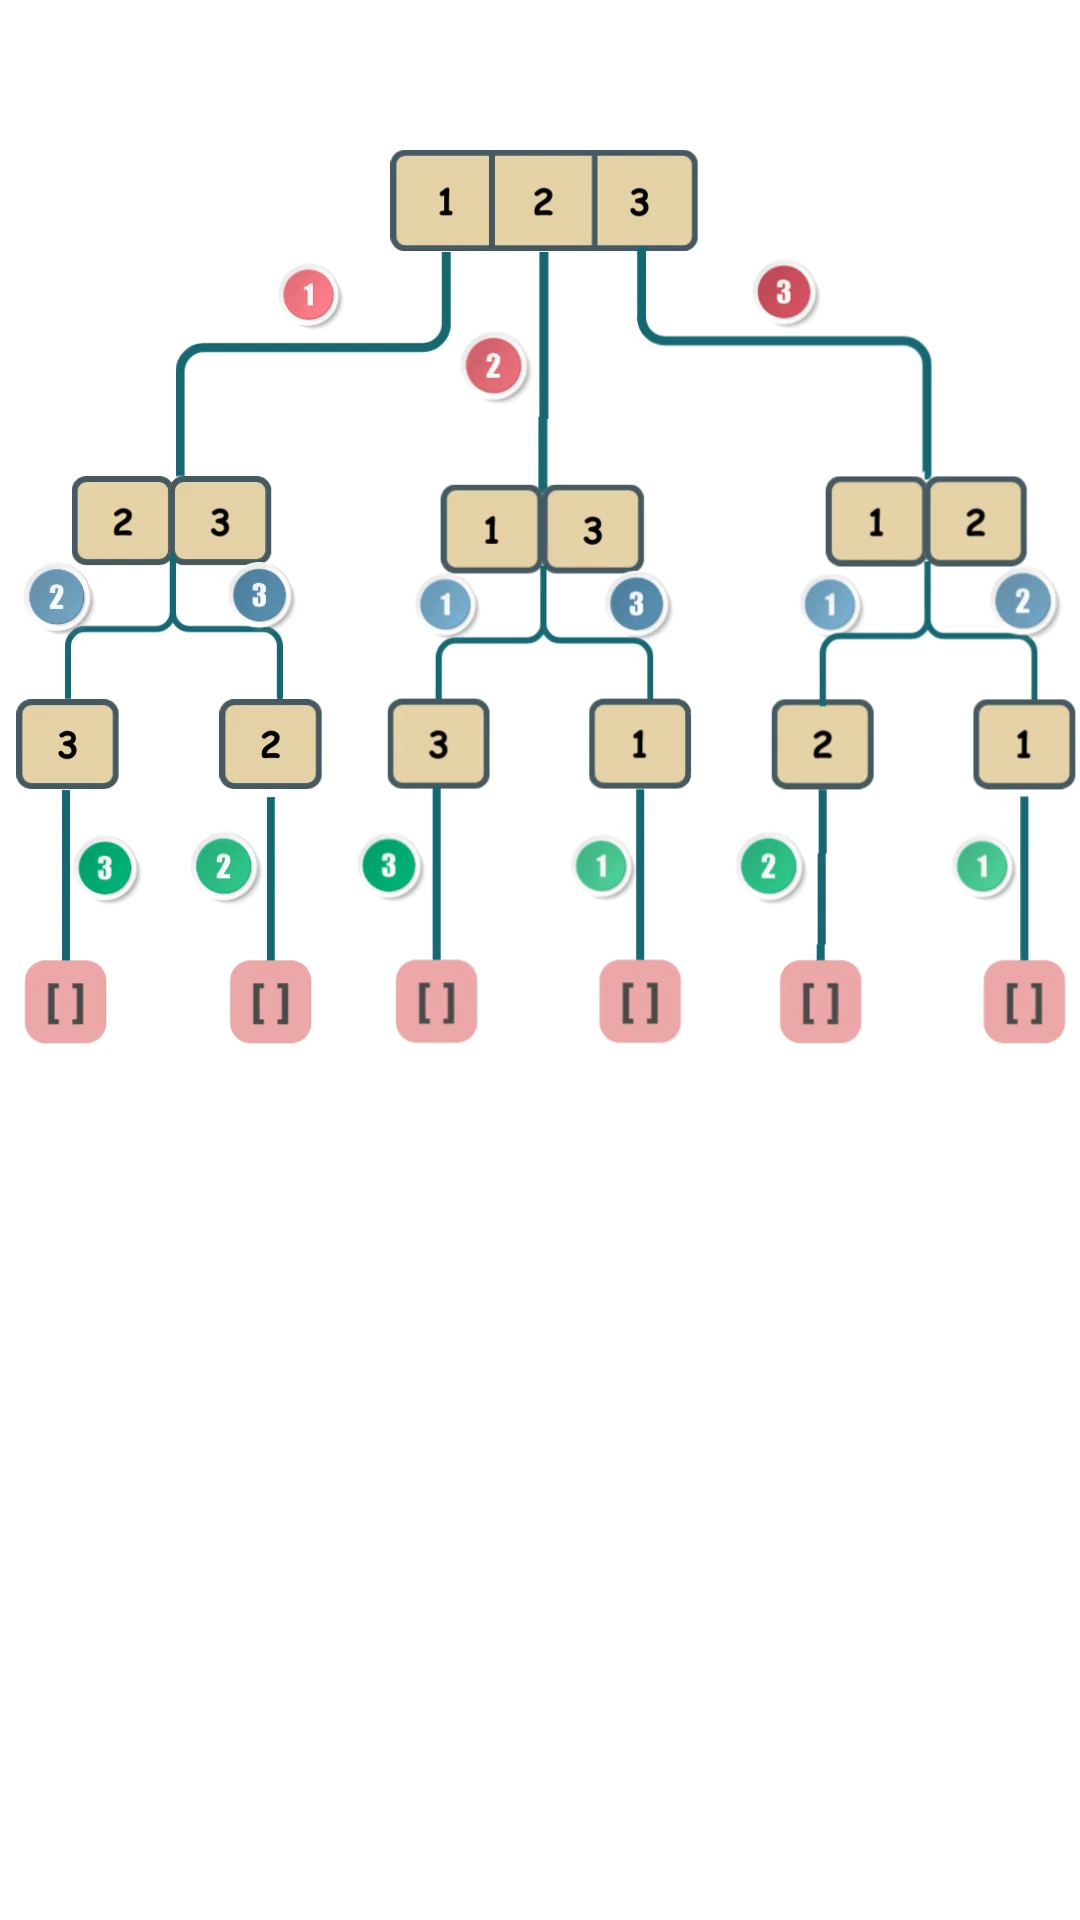 1 2 3
1 3
2
2 3 1 3 1 2
2 3 1 3 1 2
3 2 3 1 2 1
3 2 3 1 2 1
[ ] [ ] [ ] [ ] [ ] [ ]